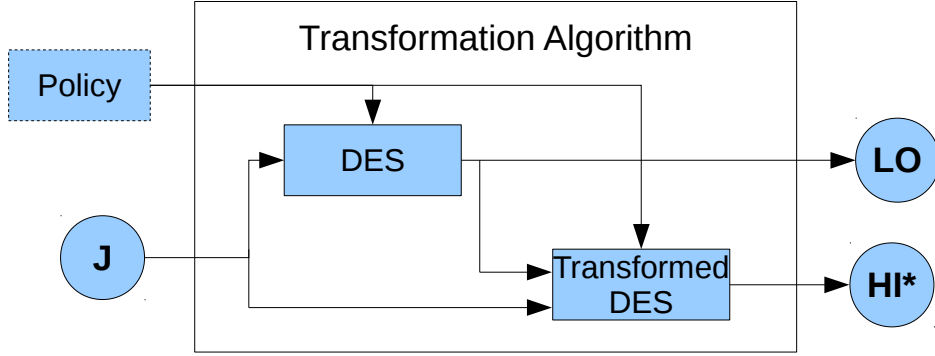 Transformation Algorithm
Policy
DES
LO
J
Transformed
DES
HI*